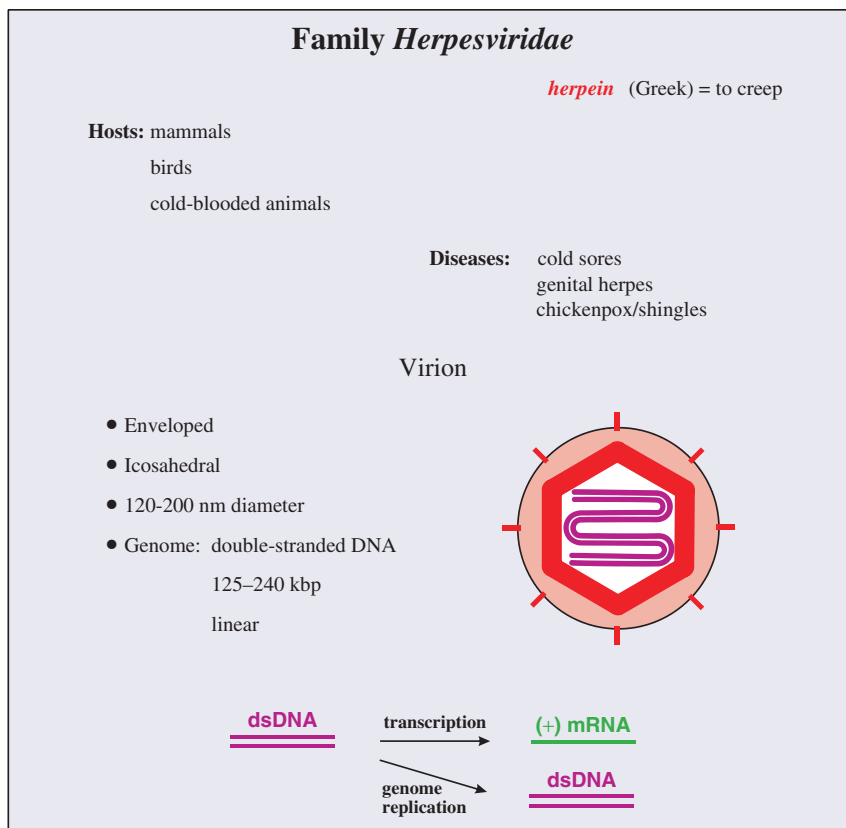 Family Herpesviridae
herpein (Greek) = to creep
Hosts: mammals
birds
cold-blooded animals
Diseases: cold sores
genital herpes
chickenpox/shingles
Virion
● Enveloped
● Icosahedral
● 120-200 nm diameter
● Genome: double-stranded DNA
125–240 kbp
linear
dsDNA transcription (+) mRNA
genome replication dsDNA